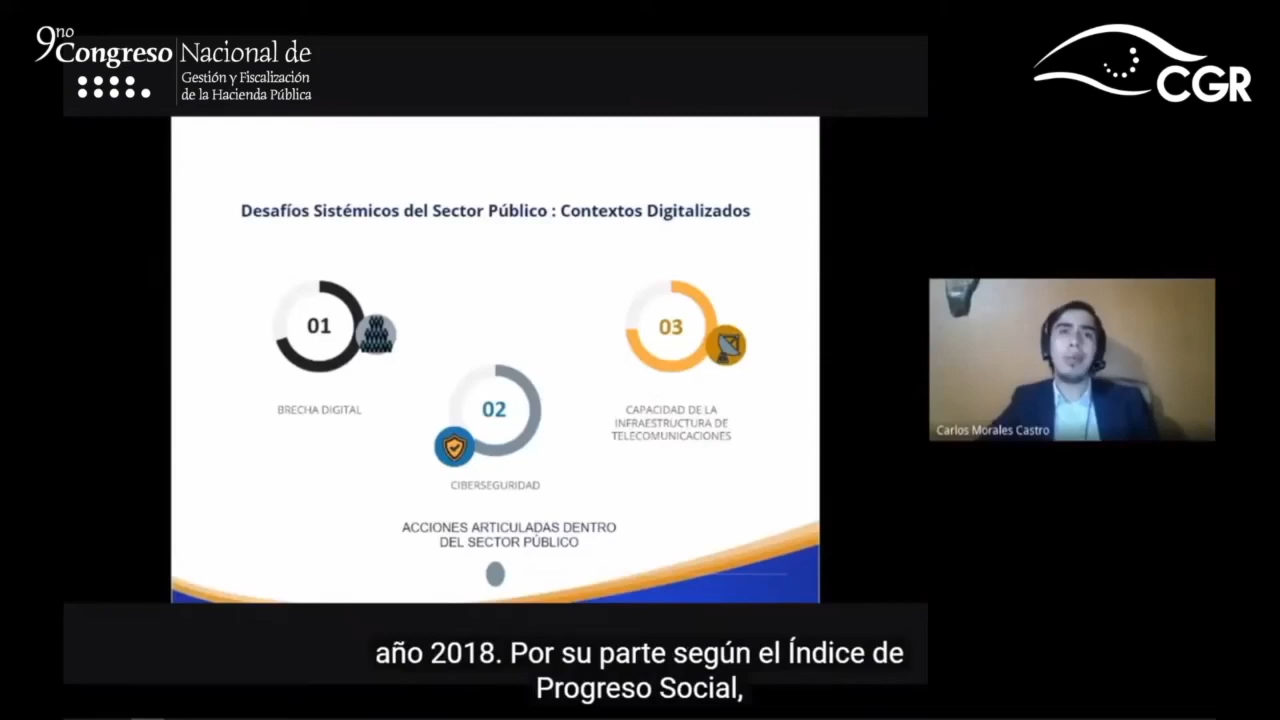 9no
Congreso
Nacional de
Gestión y Fiscalización
de la Hacienda Pública
CGR
Desafíos Sistémicos del Sector Público : Contextos Digitalizados
01
03
02
BRECHA DIGITAL
CAPACIDAD DE LA
INFRAESTRUCTURA DE
TELECOMUNICACIONES
CIBERSEGURIDAD
ACCIONES ARTICULADAS DENTRO
DEL SECTOR PÚBLICO
Carlos Morales Castro
año 2018. Por su parte según el Índice de
Progreso Social,